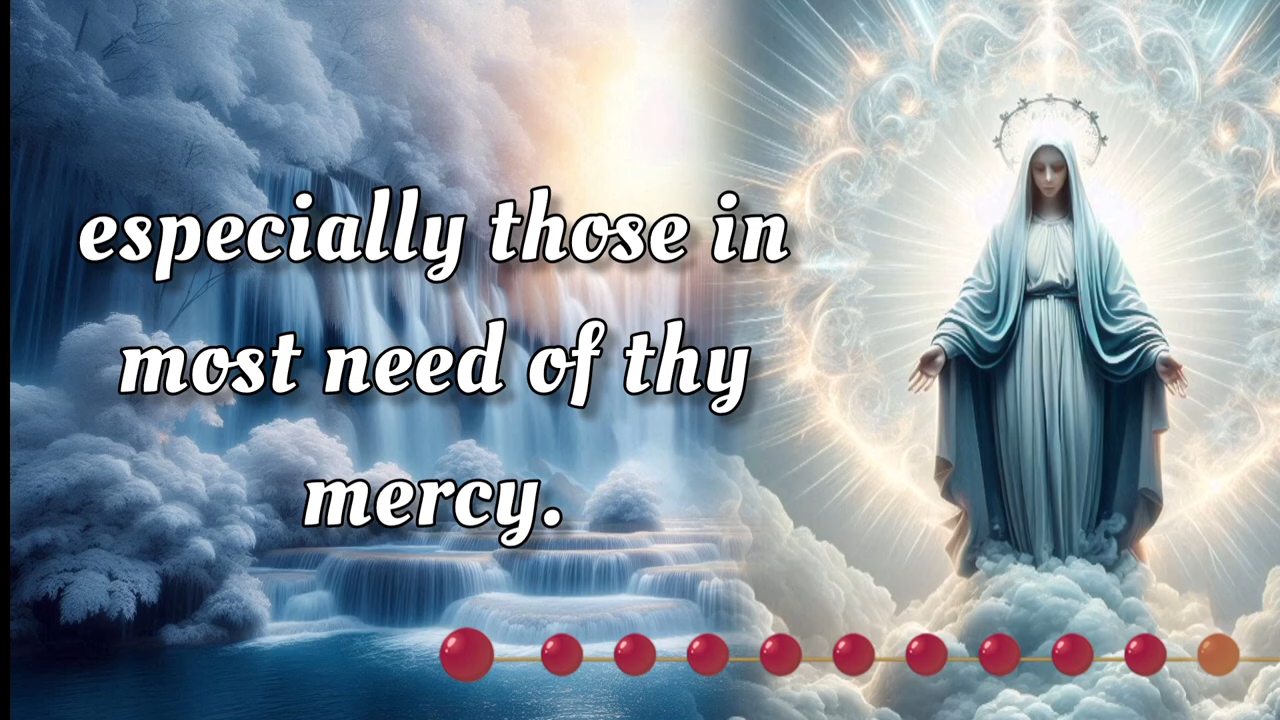 especially those in
most need of thy
mercy.